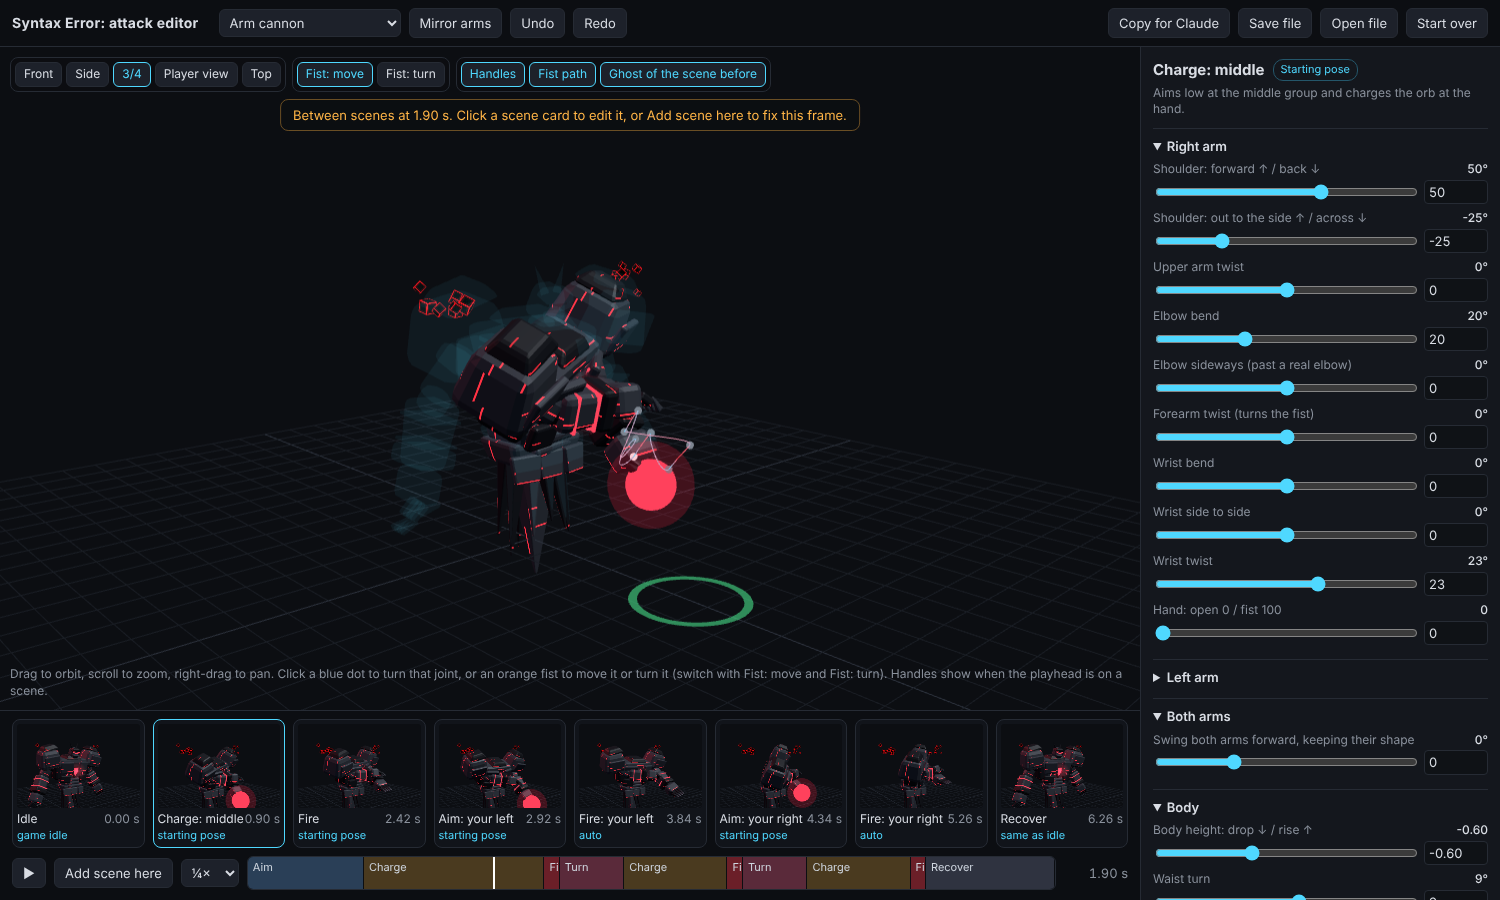 Syntax Error: attack editor
Arm cannon
Mirror arms
Undo
Redo
Copy for Claude
Save file
Open file
Start over
Front
Side
3/4
Player view
Top
Fist: move
Fist: turn
Handles
Fist path
Ghost of the scene before
Between scenes at 1.90 s. Click a scene card to edit it, or Add scene here to fix this frame.
Drag to orbit, scroll to zoom, right-drag to pan. Click a blue dot to turn that joint, or an orange fist to move it or turn it (switch with Fist: move and Fist: turn). Handles show when the playhead is on a
scene.
Idle 0.00 s
game idle
Charge: middle 0.90 s
starting pose
Fire 2.42 s
starting pose
Aim: your left 2.92 s
starting pose
Fire: your left 3.84 s
auto
Aim: your right 4.34 s
starting pose
Fire: your right 5.26 s
auto
Recover 6.26 s
same as idle
▶
Add scene here
¼×
Aim
Charge
Fi
Turn
Charge
Fi
Turn
Charge
Fi
Recover
1.90 s
Charge: middle
Starting pose
Aims low at the middle group and charges the orb at the
hand.
▼ Right arm
Shoulder: forward ↑ / back ↓ 50°
50
Shoulder: out to the side ↑ / across ↓ -25°
-25
Upper arm twist 0°
0
Elbow bend 20°
20
Elbow sideways (past a real elbow) 0°
0
Forearm twist (turns the fist) 0°
0
Wrist bend 0°
0
Wrist side to side 0°
0
Wrist twist 23°
23
Hand: open 0 / fist 100 0
0
▶ Left arm
▼ Both arms
Swing both arms forward, keeping their shape 0°
0
▼ Body
Body height: drop ↓ / rise ↑ -0.60
-0.60
Waist turn 9°